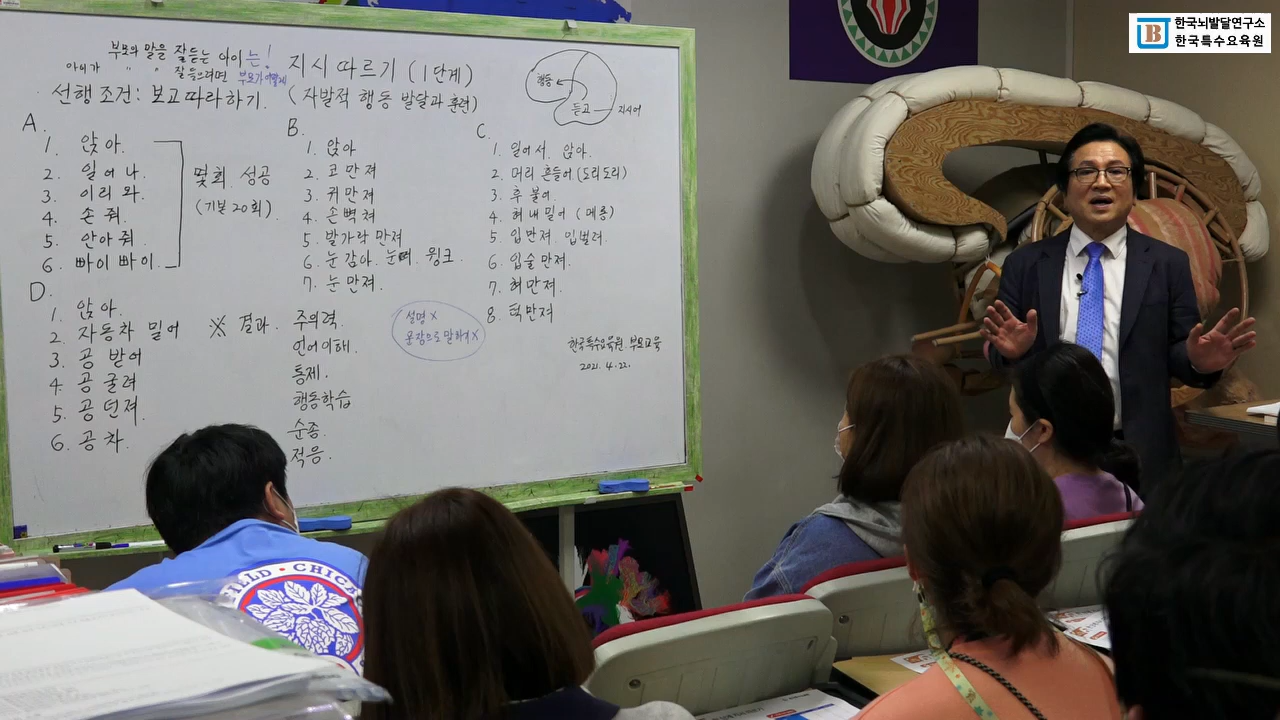 한국뇌발달연구소
한국특수요육원
부모의 말을 잘듣는 아이는!
아이가 " " 잘 들으려면 부모가 어떻게
지시따르기 (1단계)
선행 조건: 보고따라하기. (자발적 행동 발달과 훈련)
행동
듣고
지시어
A.
1. 앉아.
2. 일어나.
3. 이리와.
4. 손 줘.
5. 안아줘.
6. 빠이빠이.
몇회 성공
(기본 20회)
B.
1. 앉아
2. 코만져
3. 귀만져
4. 손뻑쳐
5. 발가락 만져
6. 눈감아. 눈떠. 윙크.
7. 눈만져.
C.
1. 일어서. 앉아.
2. 머리 흔들어 (도리도리)
3. 후 불어.
4. 혀내밀어 (메롱)
5. 입만져. 입벌려.
6. 입술만져.
7. 혀만져.
8. 턱만져
D.
1. 앉아.
2. 자동차 밀어
3. 공 받아
4. 공 굴려
5. 공 던져.
6. 공차.
※ 결과. 주의력.
언어이해.
통제.
행동학습
순종.
적응.
설명 X
문장으로 말하기 X
한국특수요육원 부모교육
2021. 4. 22.